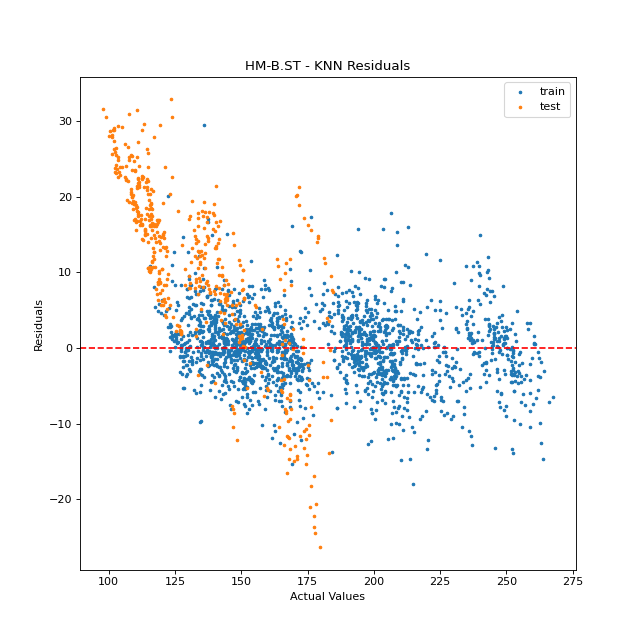 HM-B.ST - KNN Residuals
train
test
30
20
10
0
−10
−20
Residuals
100 125 150 175 200 225 250 275
Actual Values